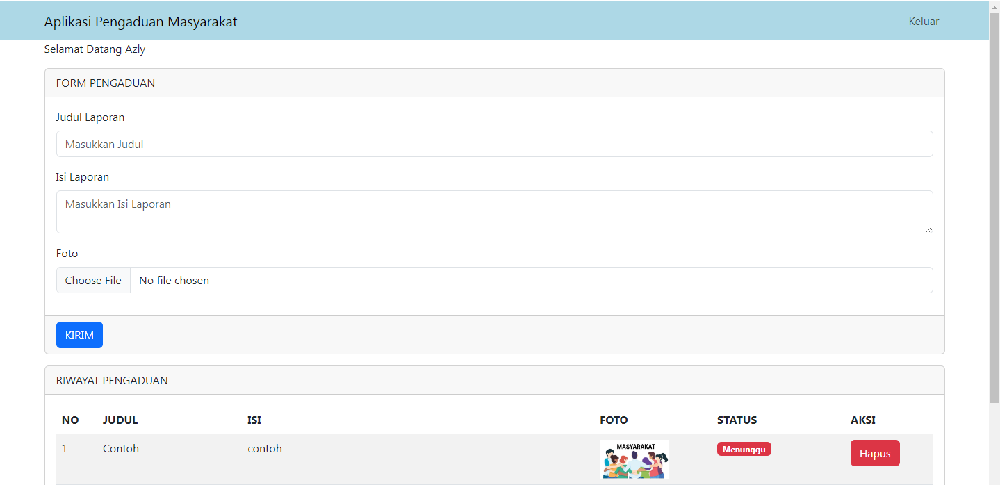 Aplikasi Pengaduan Masyarakat Keluar
Selamat Datang Azly
FORM PENGADUAN
Judul Laporan
Masukkan Judul
Isi Laporan
Masukkan Isi Laporan
Foto
Choose File No file chosen
KIRIM
RIWAYAT PENGADUAN
NO JUDUL ISI FOTO STATUS AKSI
1 Contoh contoh MASYARAKAT Menunggu Hapus